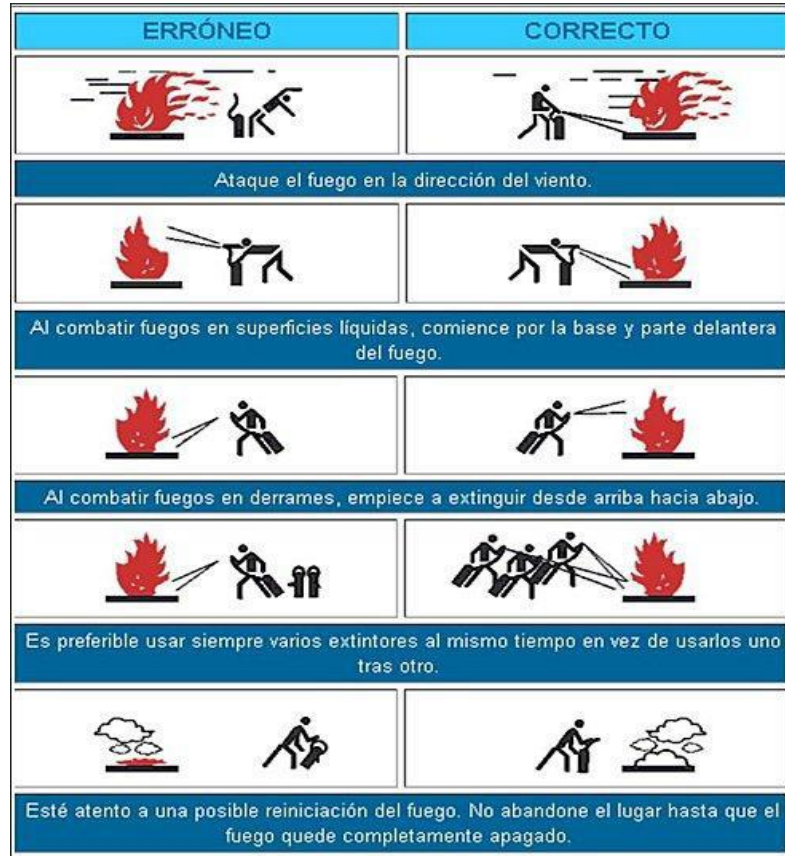 ERRÓNEO
CORRECTO
Ataque el fuego en la dirección del viento.
Al combatir fuegos en superficies líquidas, comience por la base y parte delantera
del fuego.
Al combatir fuegos en derrames, empiece a extinguir desde arriba hacia abajo.
Es preferible usar siempre varios extintores al mismo tiempo en vez de usarlos uno
tras otro.
Esté atento a una posible reiniciación del fuego. No abandone el lugar hasta que el
fuego quede completamente apagado.